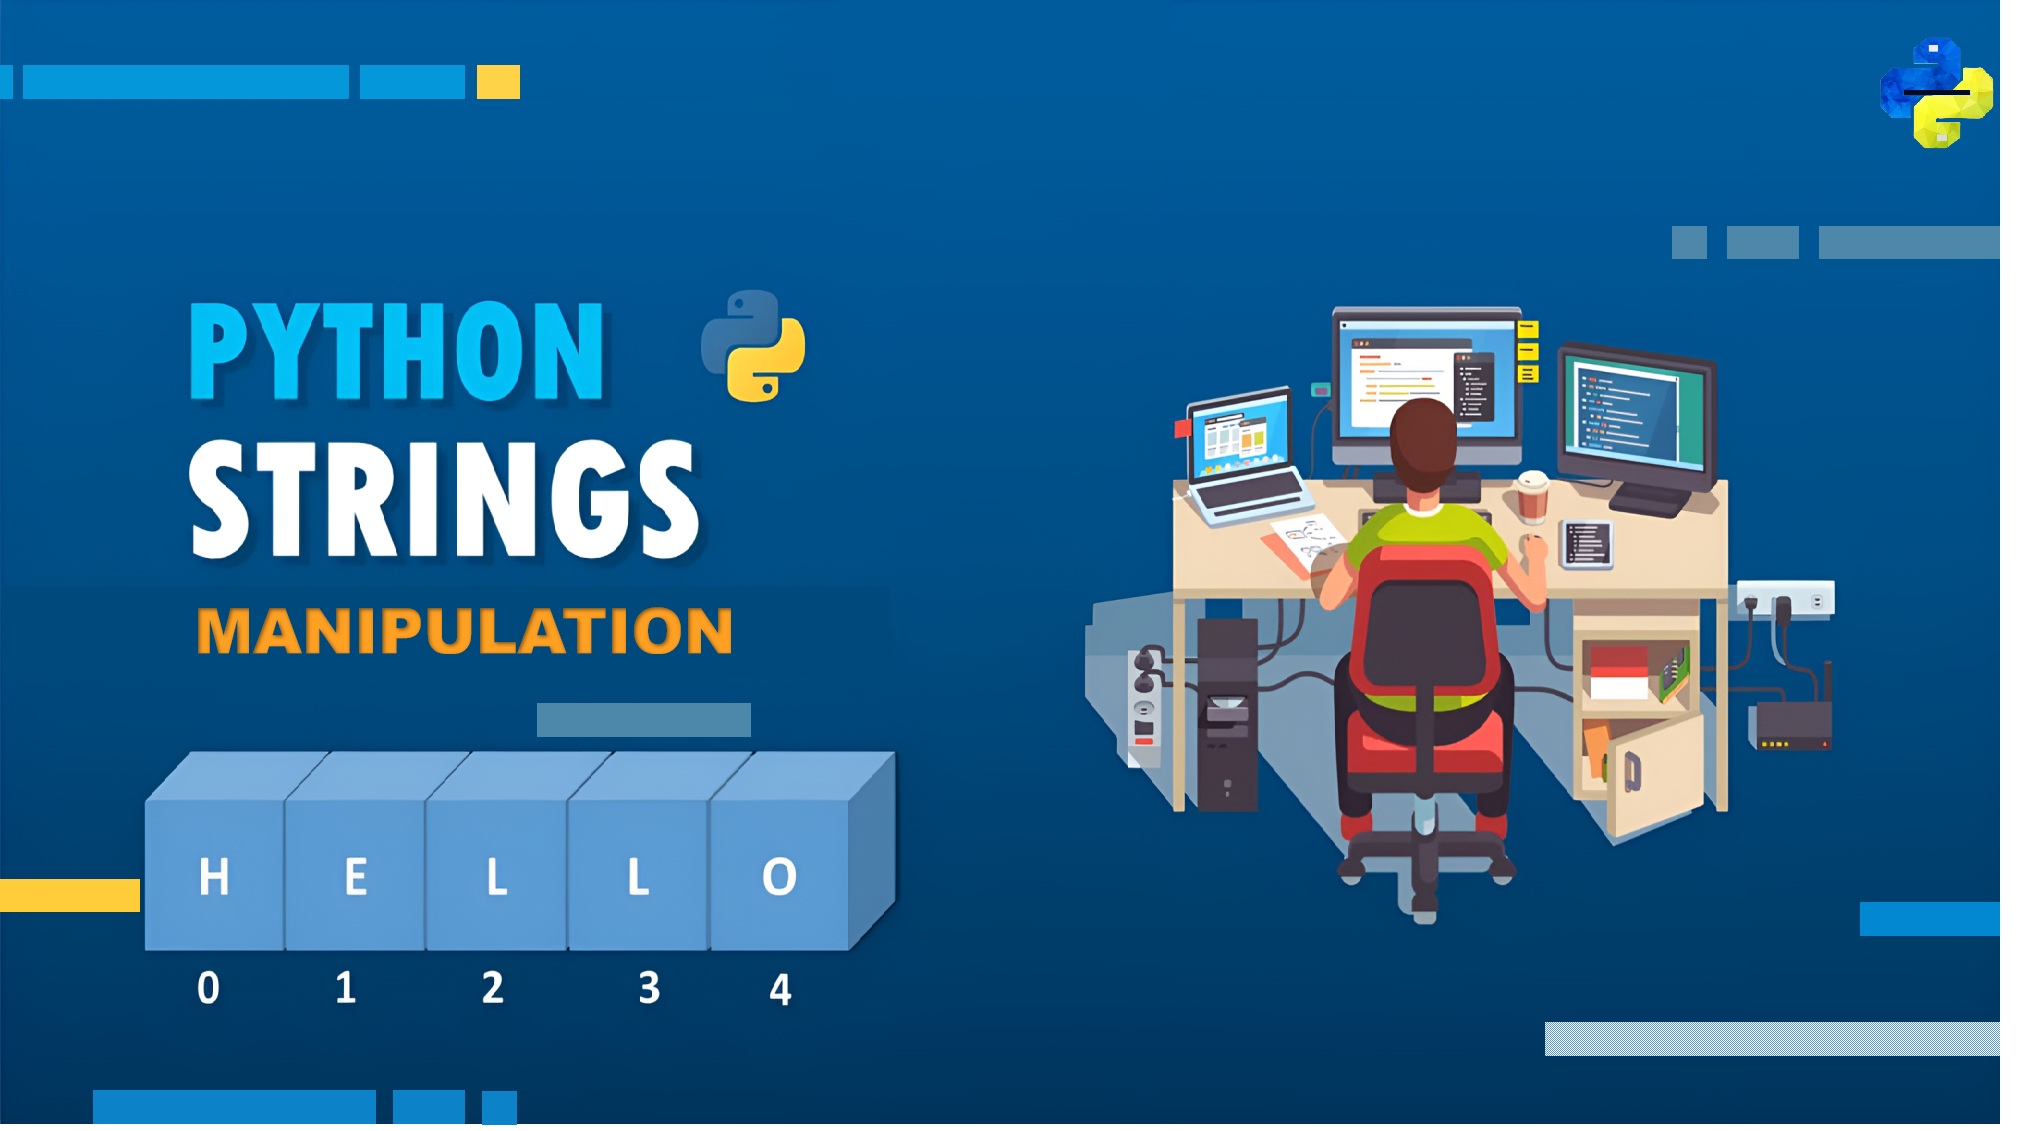 PYTHON
STRINGS
MANIPULATION
H E L L O
0 1 2 3 4